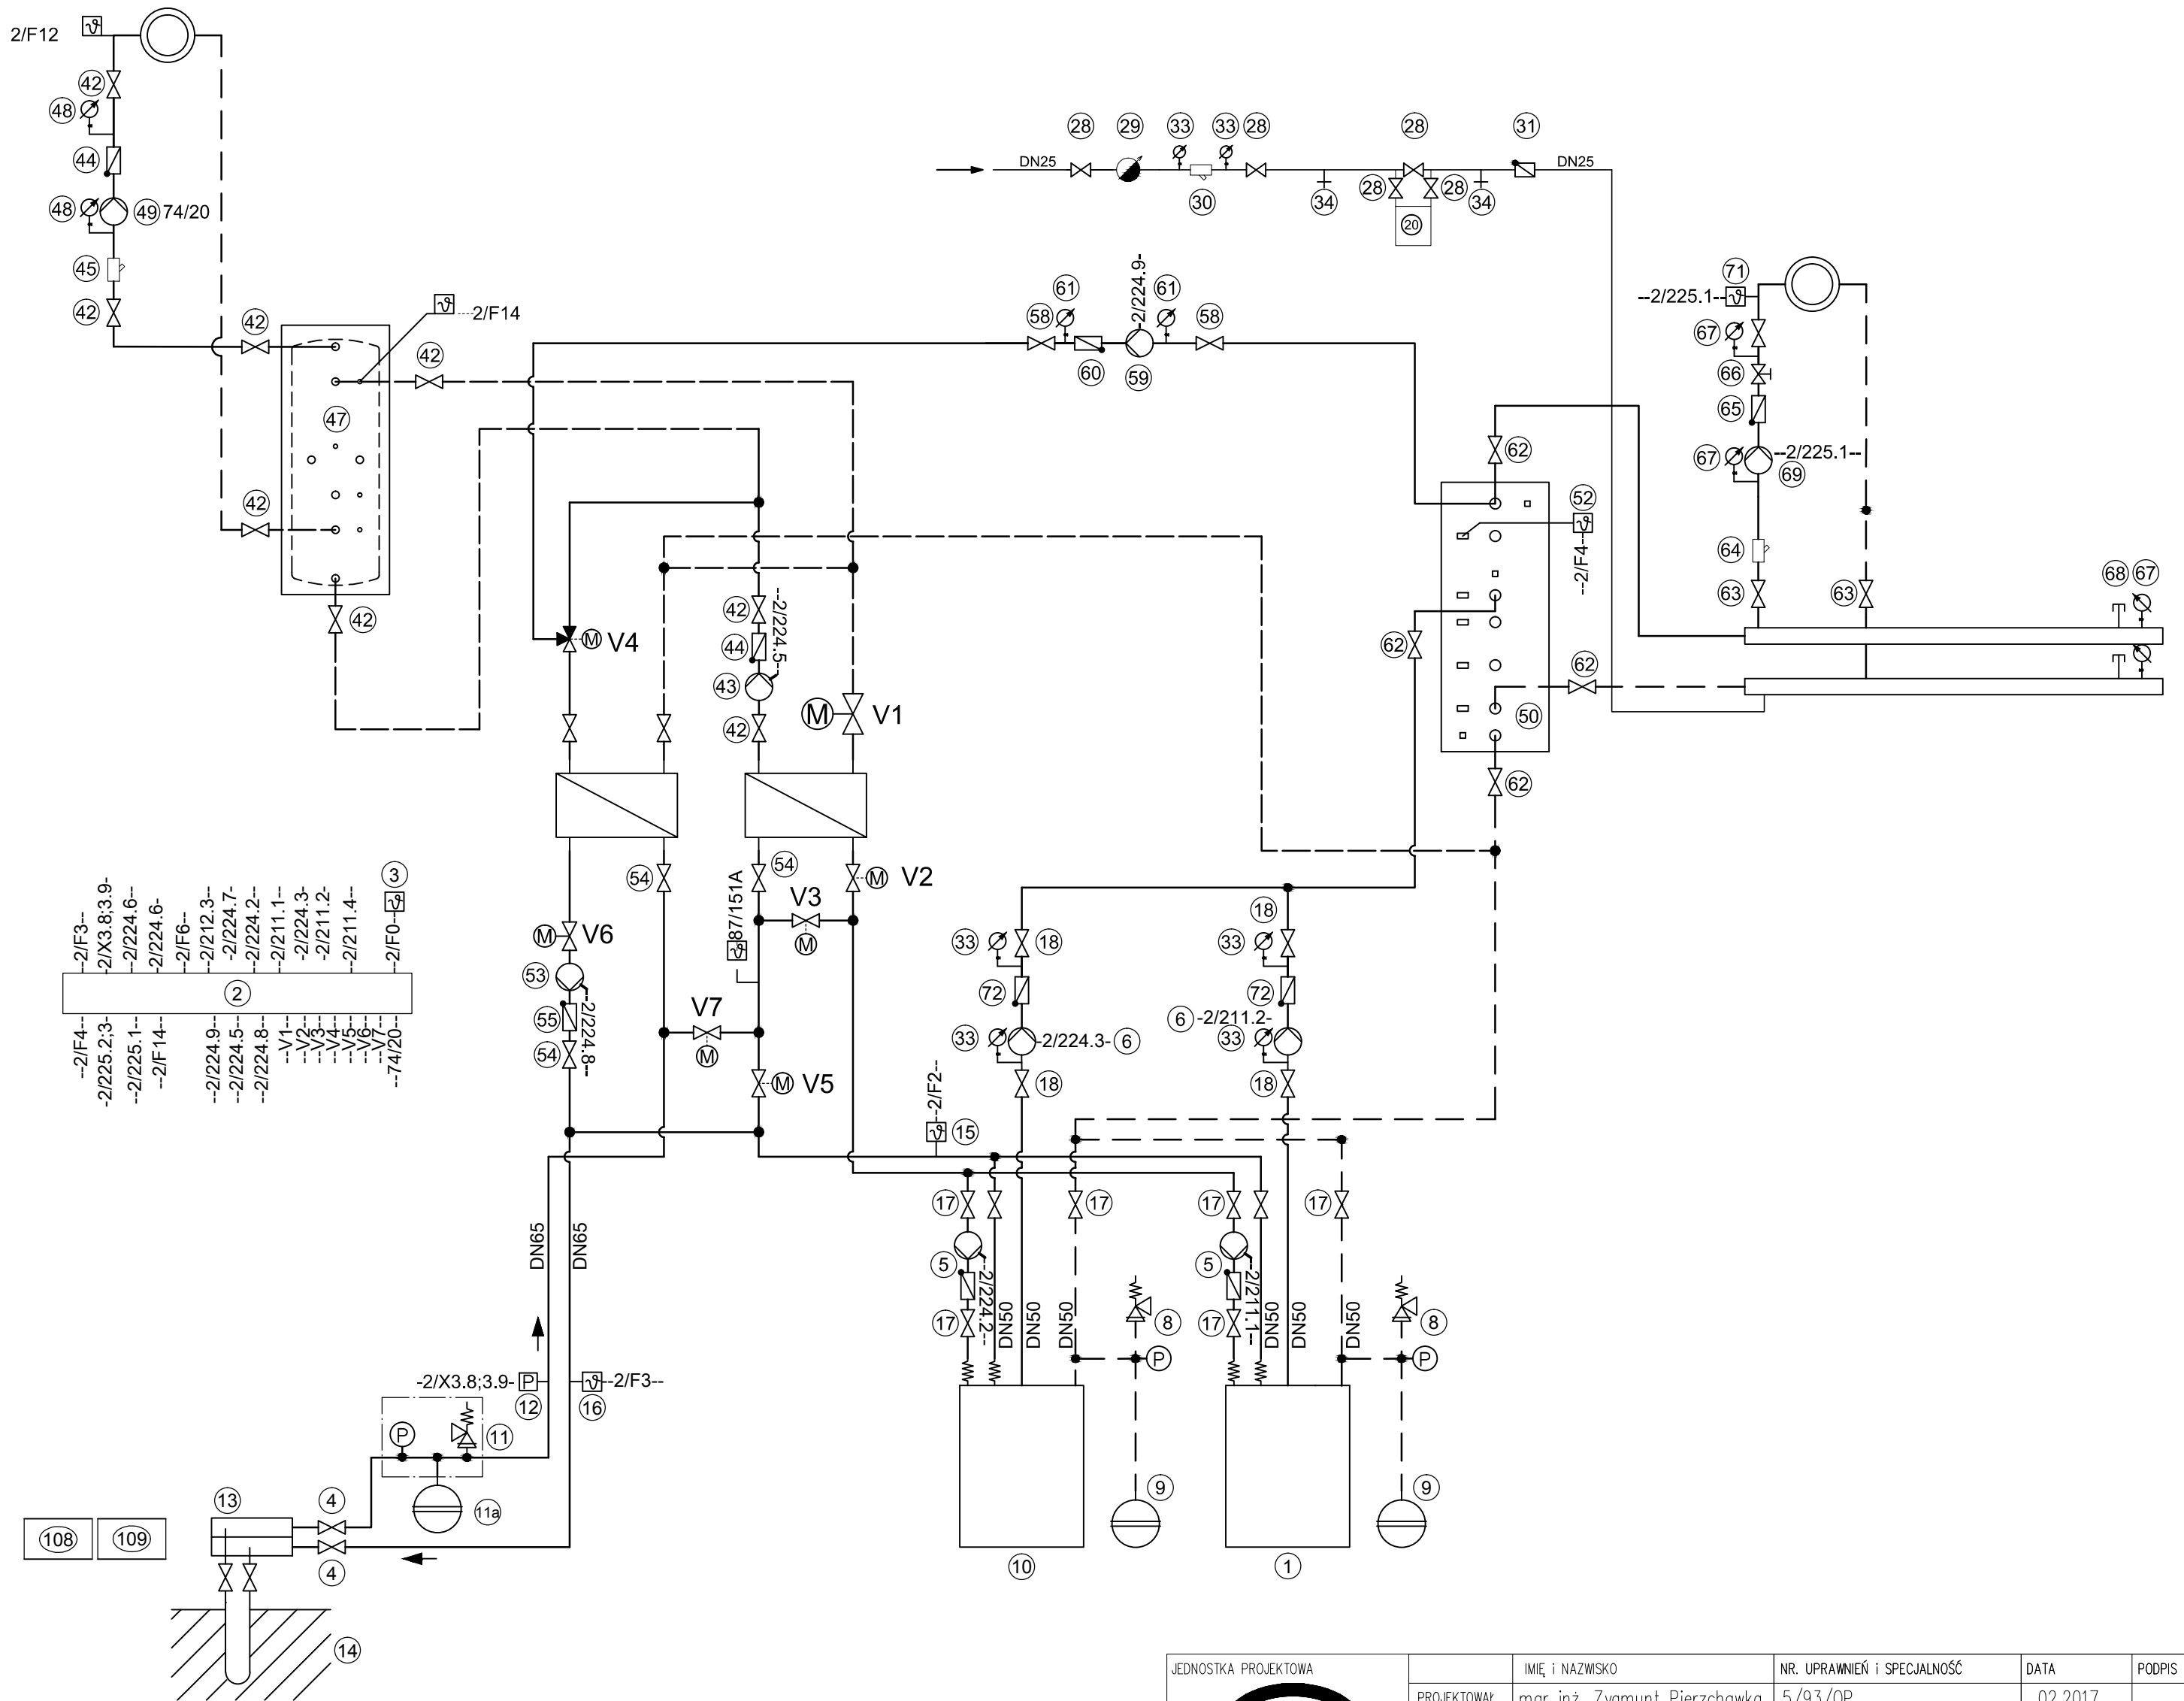 2/F12
ϑ
42
48
44
48
49 74/20
45
42
42
ϑ
2/F14
42
47
42
42
28
29
33
33
28
28
31
DN25
DN25
30
34
28
28
34
20
61
-2/224.9-
61
58
58
60
59
71
--2/225.1--
ϑ
67
66
65
67
--2/225.1--
69
64
63
63
68
67
62
52
ϑ
--2/F4--
62
62
50
62
M V4
42
--2/224.5--
44
43
42
M V1
54
54
M V2
V3
M
87/151A
ϑ
M V6
53
55
--2/224.8--
54
V7
M
M V5
3
ϑ
--2/F3--
-2/X3.8;3.9-
--2/224.6--
-2/224.6-
--2/F6--
--2/212.3--
-2/224.7-
--2/224.2--
--2/211.1--
-2/224.3-
-2/211.2-
--2/211.4--
--2/F0--
2
--2/F4--
-2/225.2;3-
--2/225.1--
--2/F14--
--2/224.9--
--2/224.5--
--2/224.8--
--V1--
--V2--
--V3--
--V4--
--V5--
--V6--
--V7--
--74/20--
18
33
18
33
72
72
33
-2/224.3- 6
6 -2/211.2-
33
18
18
--2/F2--
ϑ 15
17
17
17
17
5
--2/224.2--
5
--2/211.1--
17
17
DN50
DN50
DN50
DN50
DN50
DN50
8
8
P
P
9
9
10
1
DN65
DN65
-2/X3.8;3.9- P
ϑ --2/F3--
12
16
P
11
11a
13
4
4
108
109
14
JEDNOSTKA PROJEKTOWA
IMIĘ i NAZWISKO
NR. UPRAWNIEŃ i SPECJALNOŚĆ
DATA
PODPIS
PROJEKTOWAŁ
mgr inż. Zygmunt Pierzchawka
5/93/OP
02.2017